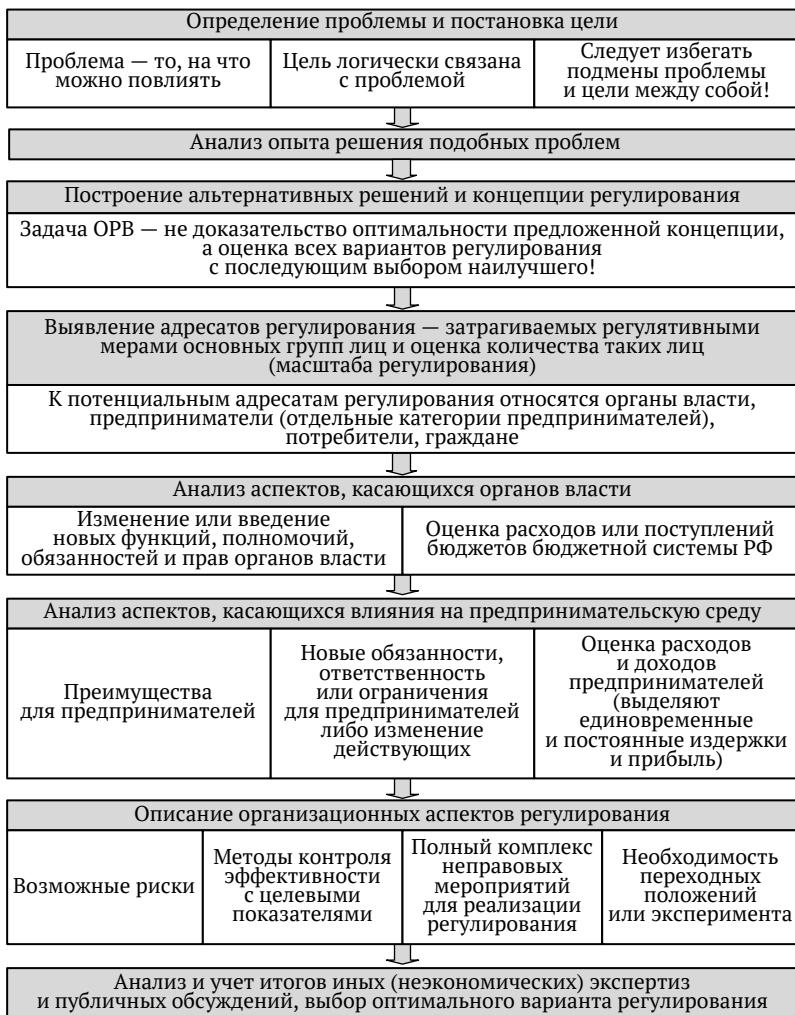 Определение проблемы и постановка цели
Проблема — то, на что
можно повлиять
Цель логически связана
с проблемой
Следует избегать
подмены проблемы
и цели между собой!
Анализ опыта решения подобных проблем
Построение альтернативных решений и концепции регулирования
Задача ОРВ — не доказательство оптимальности предложенной концепции,
а оценка всех вариантов регулирования
с последующим выбором наилучшего!
Выявление адресатов регулирования — затрагиваемых регулятивными
мерами основных групп лиц и оценка количества таких лиц
(масштаба регулирования)
К потенциальным адресатам регулирования относятся органы власти,
предприниматели (отдельные категории предпринимателей),
потребители, граждане
Анализ аспектов, касающихся органов власти
Изменение или введение
новых функций, полномочий,
обязанностей и прав органов власти
Оценка расходов или поступлений
бюджетов бюджетной системы РФ
Анализ аспектов, касающихся влияния на предпринимательскую среду
Преимущества
для предпринимателей
Новые обязанности,
ответственность
или ограничения
для предпринимателей
либо изменение
действующих
Оценка расходов
и доходов
предпринимателей
(выделяют
единовременные
и постоянные издержки
и прибыль)
Описание организационных аспектов регулирования
Возможные риски
Методы контроля
эффективности
с целевыми
показателями
Полный комплекс
неправовых
мероприятий
для реализации
регулирования
Необходимость
переходных
положений
или эксперимента
Анализ и учет итогов иных (неэкономических) экспертиз
и публичных обсуждений, выбор оптимального варианта регулирования